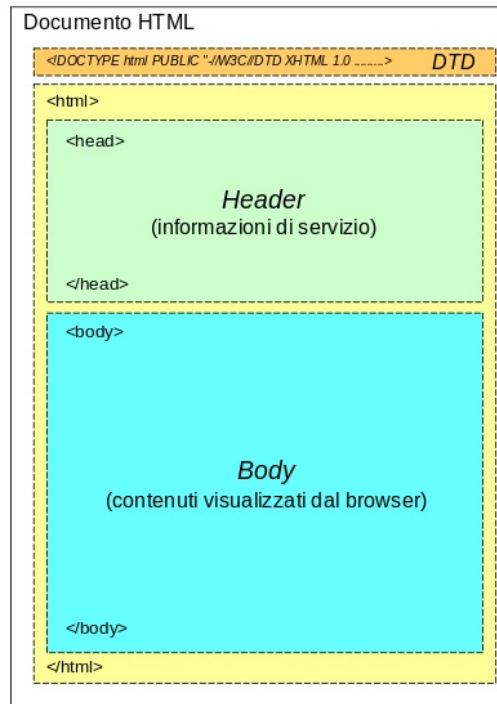 Documento HTML
<!DOCTYPE html PUBLIC "-//W3C//DTD XHTML 1.0 ........> DTD
<html>
<head>
Header
(informazioni di servizio)
</head>
<body>
Body
(contenuti visualizzati dal browser)
</body>
</html>